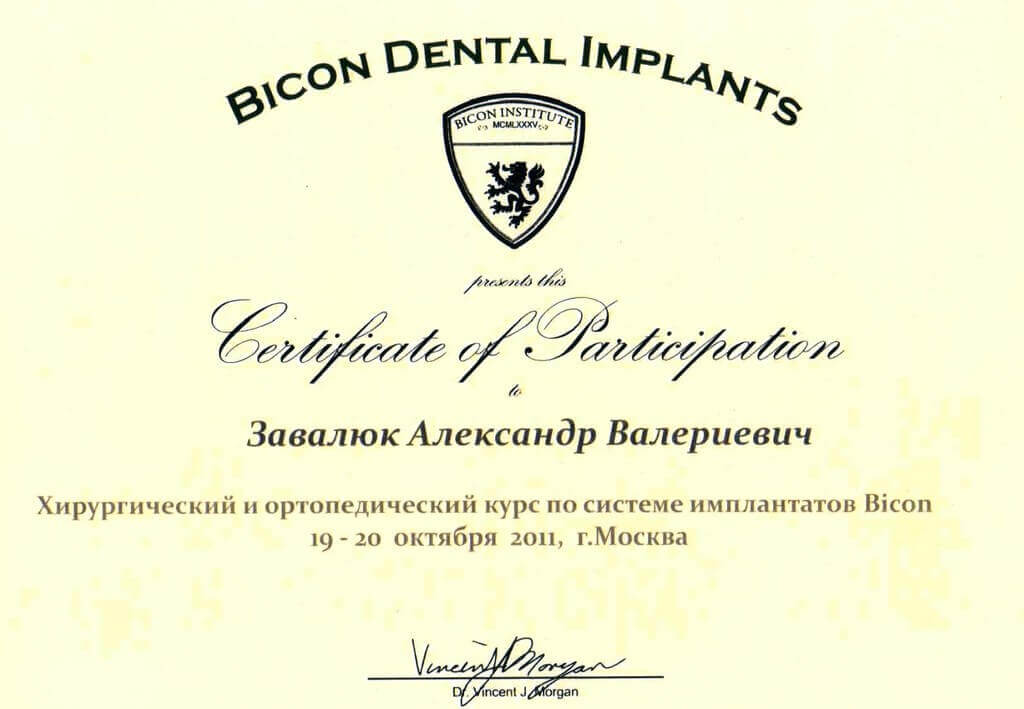 BICON DENTAL IMPLANTS
BICON INSTITUTE
MCMLXXXV
presents this
Certificate of Participation
to
Завалюк Александр Валериевич
Хирургический и ортопедический курс по системе имплантатов Bicon
19 - 20 октября 2011, г.Москва
Vincent J Morgan
Dr. Vincent J. Morgan